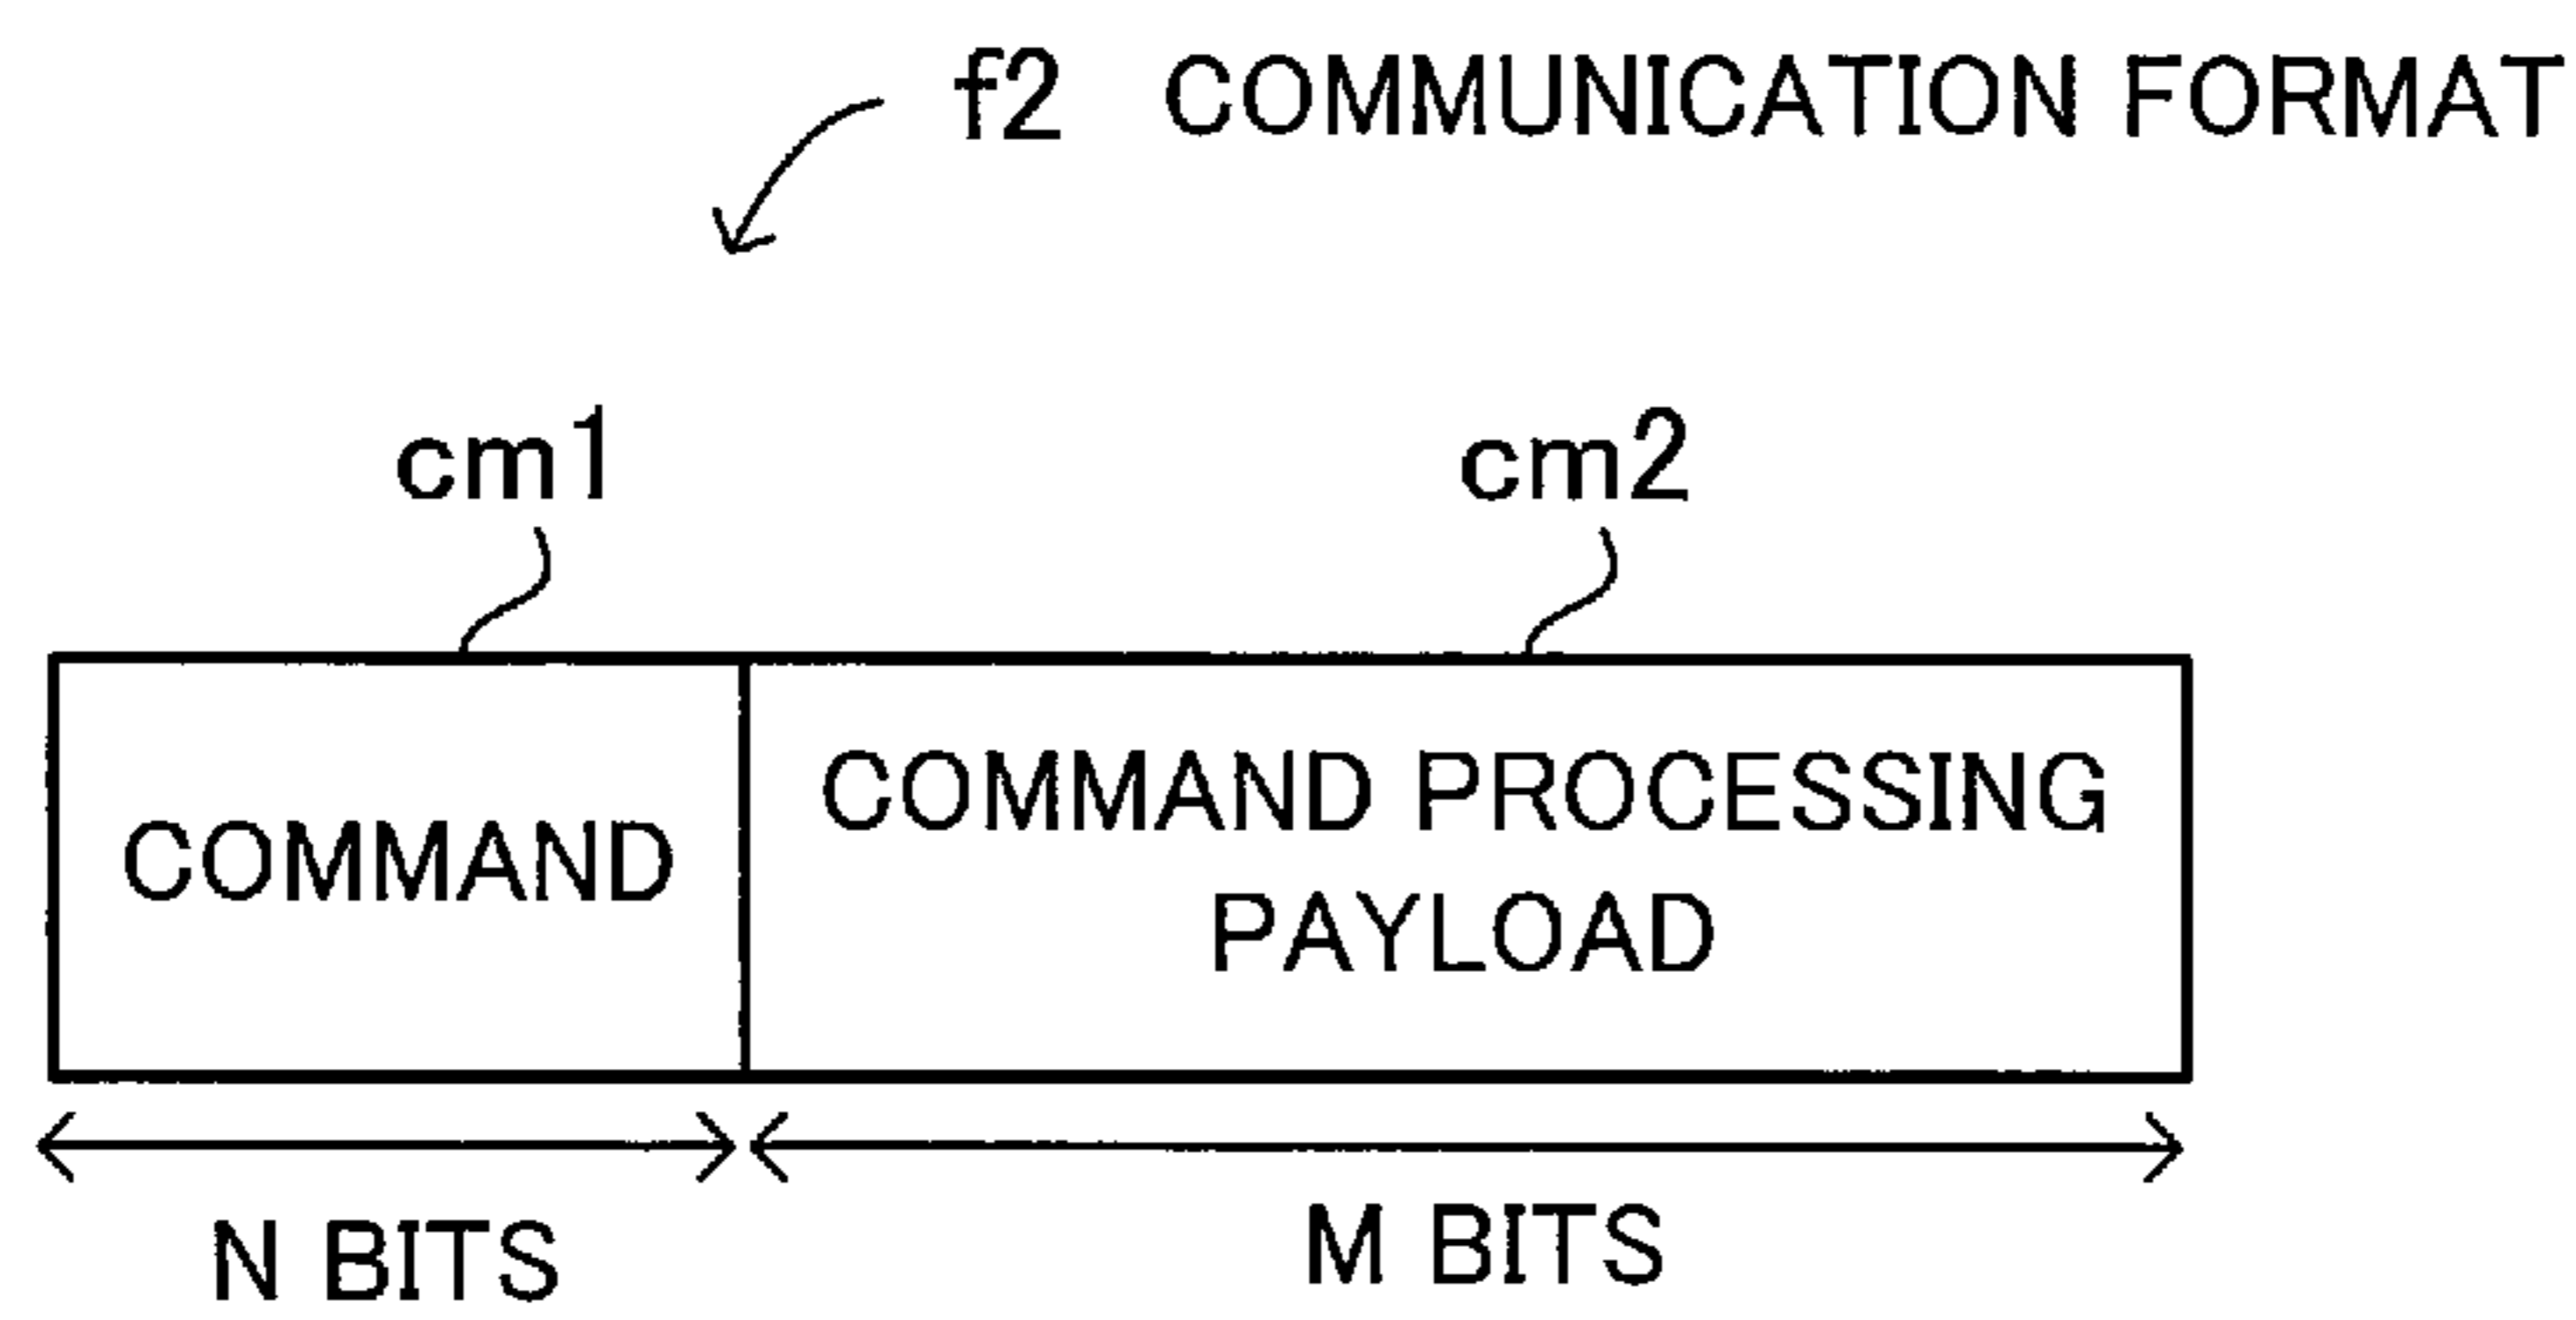 f2 COMMUNICATION FORMAT
cm1
cm2
COMMAND
COMMAND PROCESSING
PAYLOAD
N BITS
M BITS